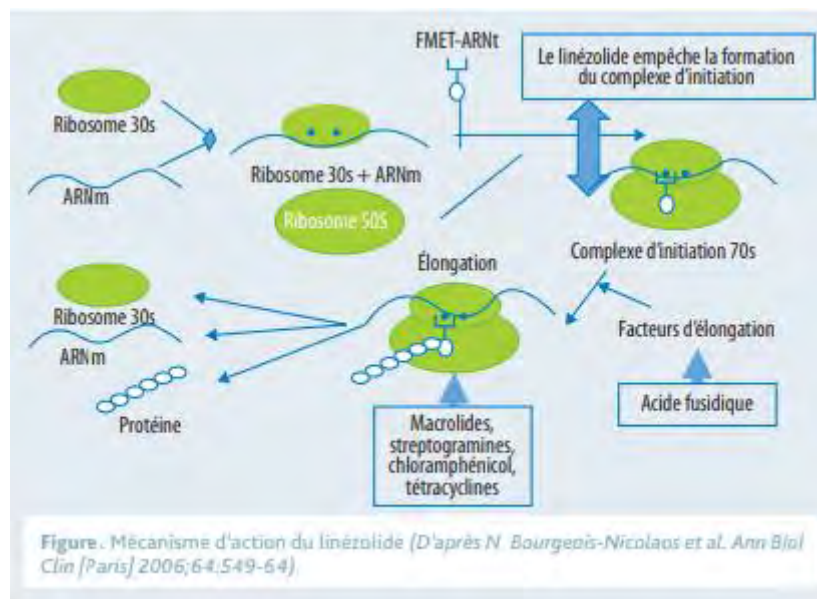 FMET-ARNt
Le linézolide empêche la formation
du complexe d'initiation
Ribosome 30s
ARNm
Ribosome 30s + ARNm
Ribosome 50S
Complexe d'initiation 70s
Élongation
Ribosome 30s
ARNm
Protéine
Facteurs d'élongation
Acide fusidique
Macrolides,
streptogramines,
chloramphénicol,
tétracyclines
Figure. Mécanisme d'action du linézolide (D'après N Bourgeois-Nicolaos et al. Ann Biol
Clin [Paris] 2006;64:549-64)